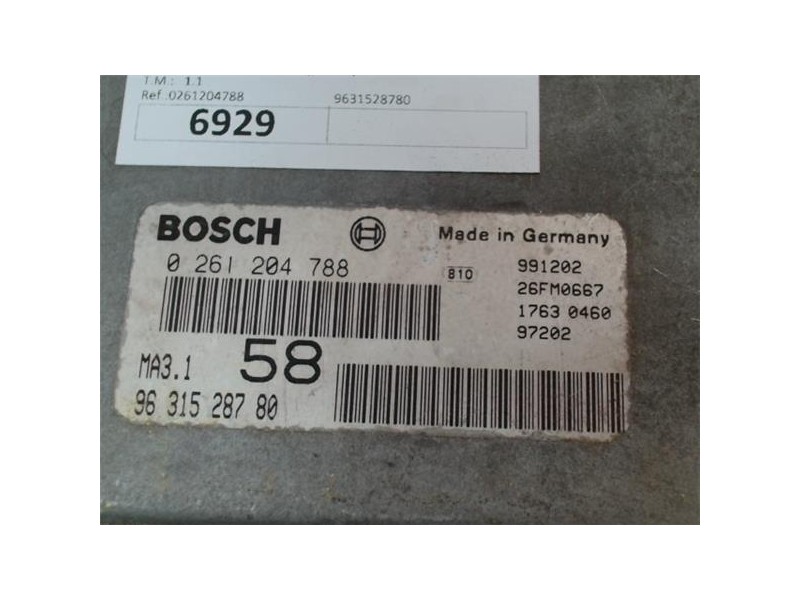 T.M.: 1.1
Ref.:0261204788 9631528780
6929
BOSCH Made in Germany
0 261 204 788 810 991202
26FM0667
1763 0460
97202
MA3.1 58
96 315 287 80